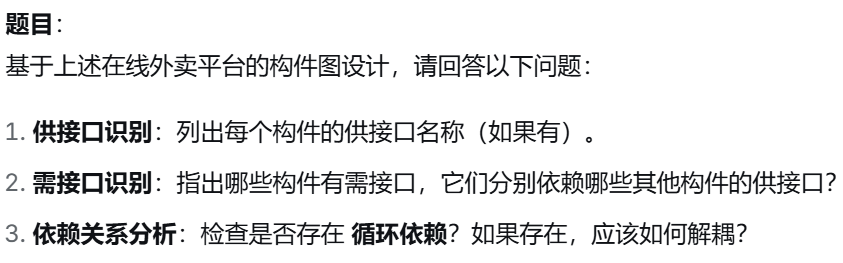 题目：
基于上述在线外卖平台的构件图设计，请回答以下问题：
1. 供接口识别：列出每个构件的供接口名称（如果有）。
2. 需接口识别：指出哪些构件有需接口，它们分别依赖哪些其他构件的供接口？
3. 依赖关系分析：检查是否存在 循环依赖？如果存在，应该如何解耦？